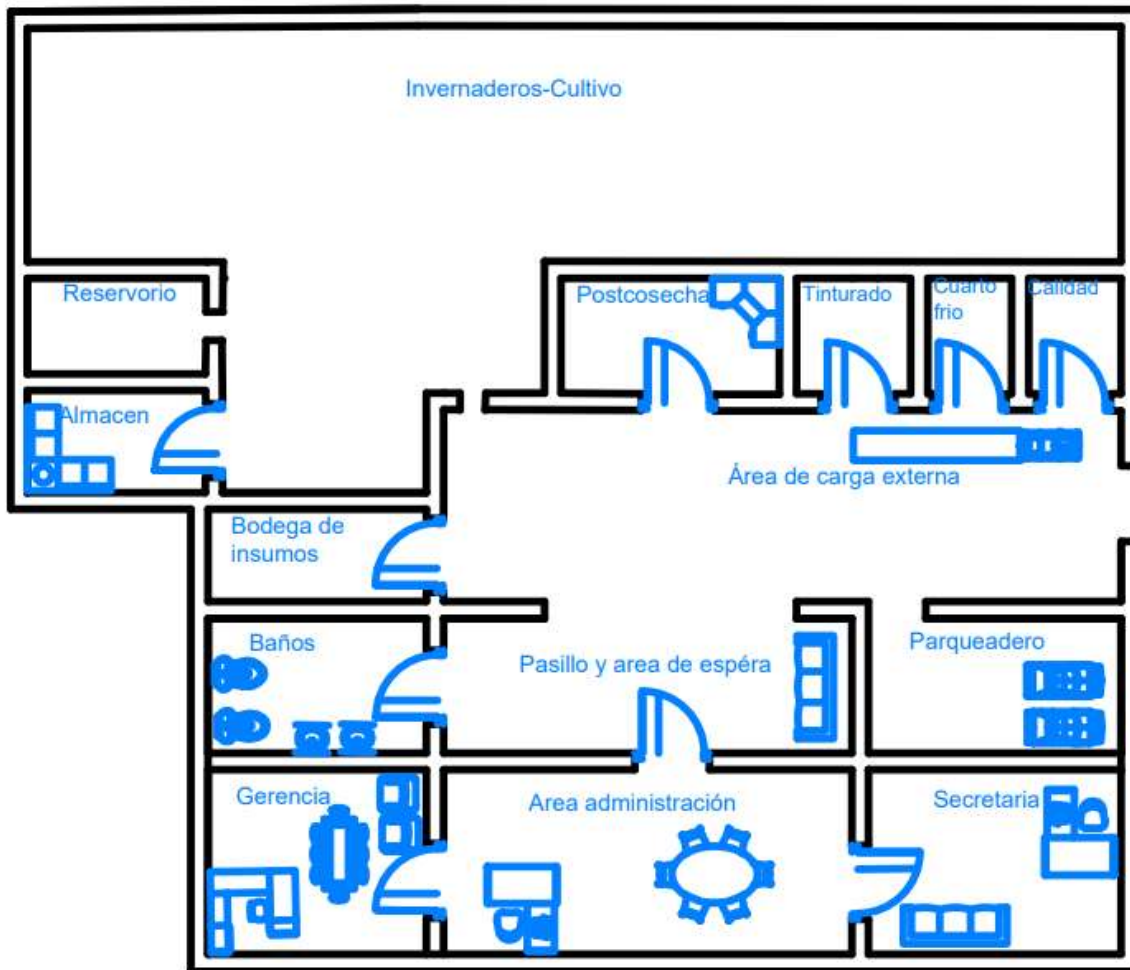 Invernaderos-Cultivo
Reservorio
Postcosecha
Tinturado
Cuarto
frio
Calidad
Almacen
Área de carga externa
Bodega de
insumos
Baños
Pasillo y area de espéra
Parqueadero
Gerencia
Area administración
Secretaria